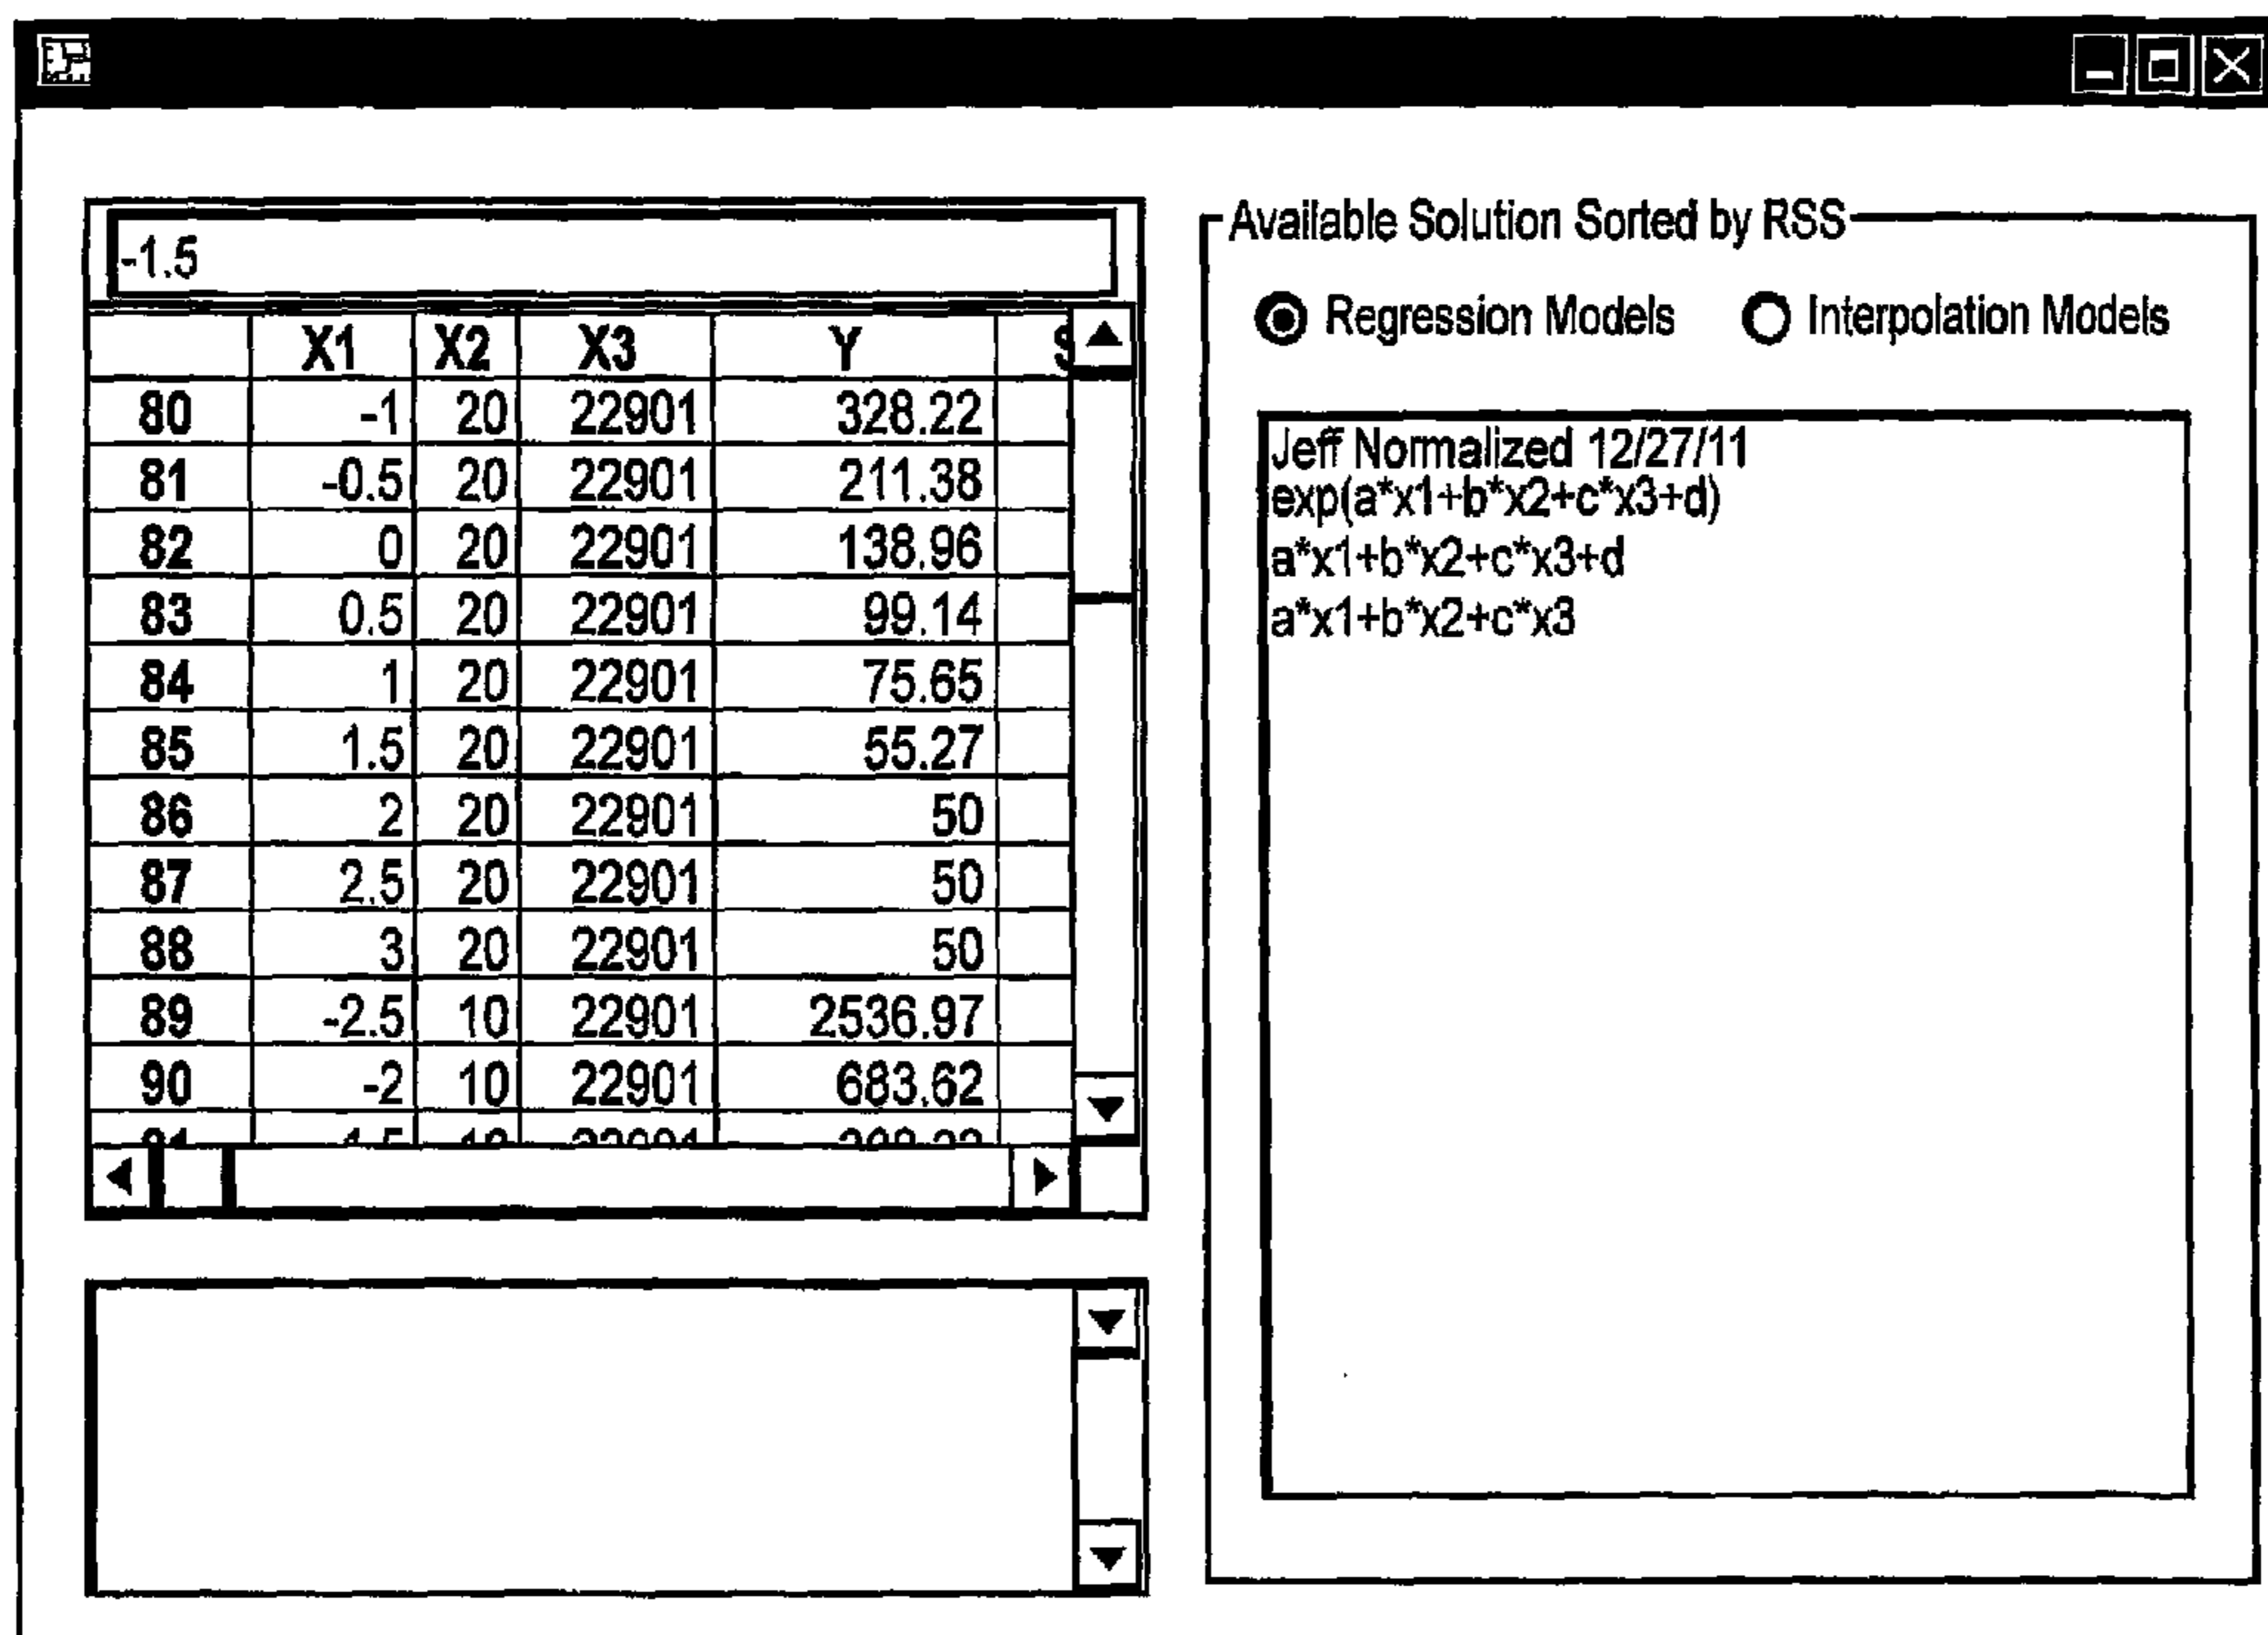 -1.5
X1 X2 X3 Y
80 -1 20 22901 328.22
81 -0.5 20 22901 211.38
82 0 20 22901 138.96
83 0.5 20 22901 99.14
84 1 20 22901 75.65
85 1.5 20 22901 55.27
86 2 20 22901 50
87 2.5 20 22901 50
88 3 20 22901 50
89 -2.5 10 22901 2536.97
90 -2 10 22901 683.62
Available Solution Sorted by RSS
Regression Models Interpolation Models
Jeff Normalized 12/27/11
exp(a*x1+b*x2+c*x3+d)
a*x1+b*x2+c*x3+d
a*x1+b*x2+c*x3